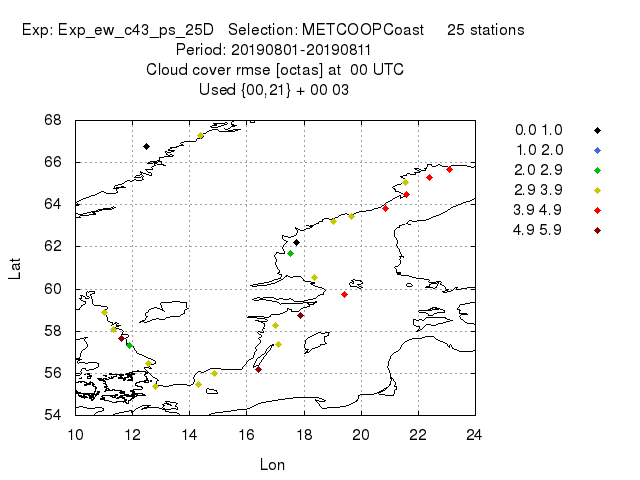 Exp: Exp_ew_c43_ps_25D   Selection: METCOOPCoast     25 stations
Period: 20190801-20190811
Cloud cover rmse [octas] at  00 UTC
Used {00,21} + 00 03
68
66
64
62
60
58
56
54
Lat
10 12 14 16 18 20 22 24
Lon
0.0 1.0
1.0 2.0
2.0 2.9
2.9 3.9
3.9 4.9
4.9 5.9